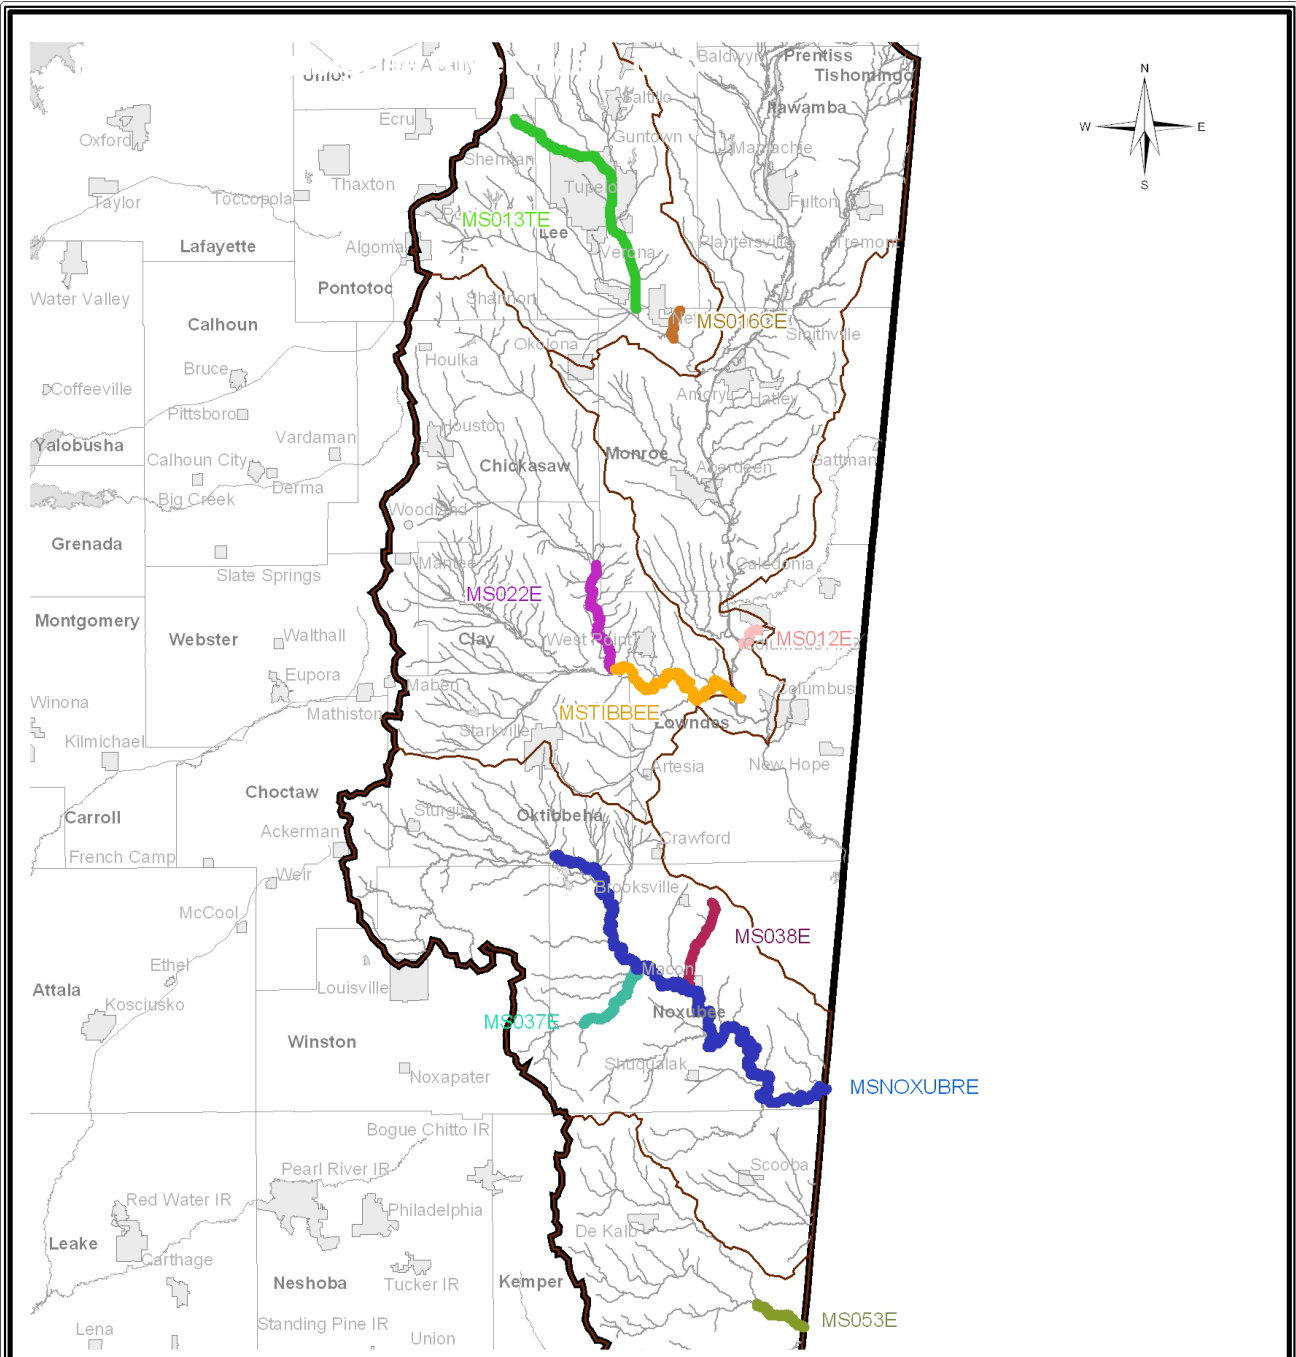 Baldwyn
Prentiss
Union
New Albany
Tishomingo
N
Saltillo
Itawamba
Ecru
W
E
Oxford
Guntown
Mantachie
Sherman
S
Thaxton
Tupelo
Taylor
Toccopola
Fulton
MS013TE
Lee
Lafayette
Algoma
Verona
Plantersville
Tremont
Pontotoc
Water Valley
Shannon
Calhoun
MS016CE
Smithville
Okolona
Houlka
Bruce
Coffeeville
Amory
Hatley
Pittsboro
Houston
Vardaman
Yalobusha
Monroe
Calhoun City
Chickasaw
Aberdeen
Gattman
Derma
Big Creek
Woodland
Grenada
Mantee
Caledonia
Slate Springs
MS022E
Montgomery
Webster
Walthall
Clay
West Point
MS012E
Eupora
Maben
Columbus
Winona
Mathiston
MSTIBBEE
Lowndes
Starkville
Kilmichael
Artesia
New Hope
Choctaw
Sturgis
Oktibbeha
Carroll
Ackerman
Crawford
French Camp
Weir
Brooksville
McCool
MS038E
Ethel
Macon
Attala
Louisville
Kosciusko
Noxubee
MS037E
Winston
Shuqualak
Noxapater
MSNOXUBRE
Bogue Chitto IR
Pearl River IR
Scooba
Red Water IR
Philadelphia
De Kalb
Leake
Carthage
Neshoba
Tucker IR
Kemper
MS053E
Standing Pine IR
Lena
Union